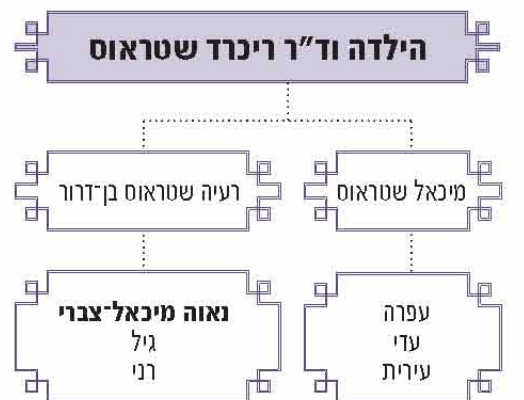 הילדה וד״ר ריכרד שטראוס
מיכאל שטראוס
רעיה שטראוס בן־דרור
עפרה
עדי
עירית
נאוה מיכאל־צברי
גיל
רני